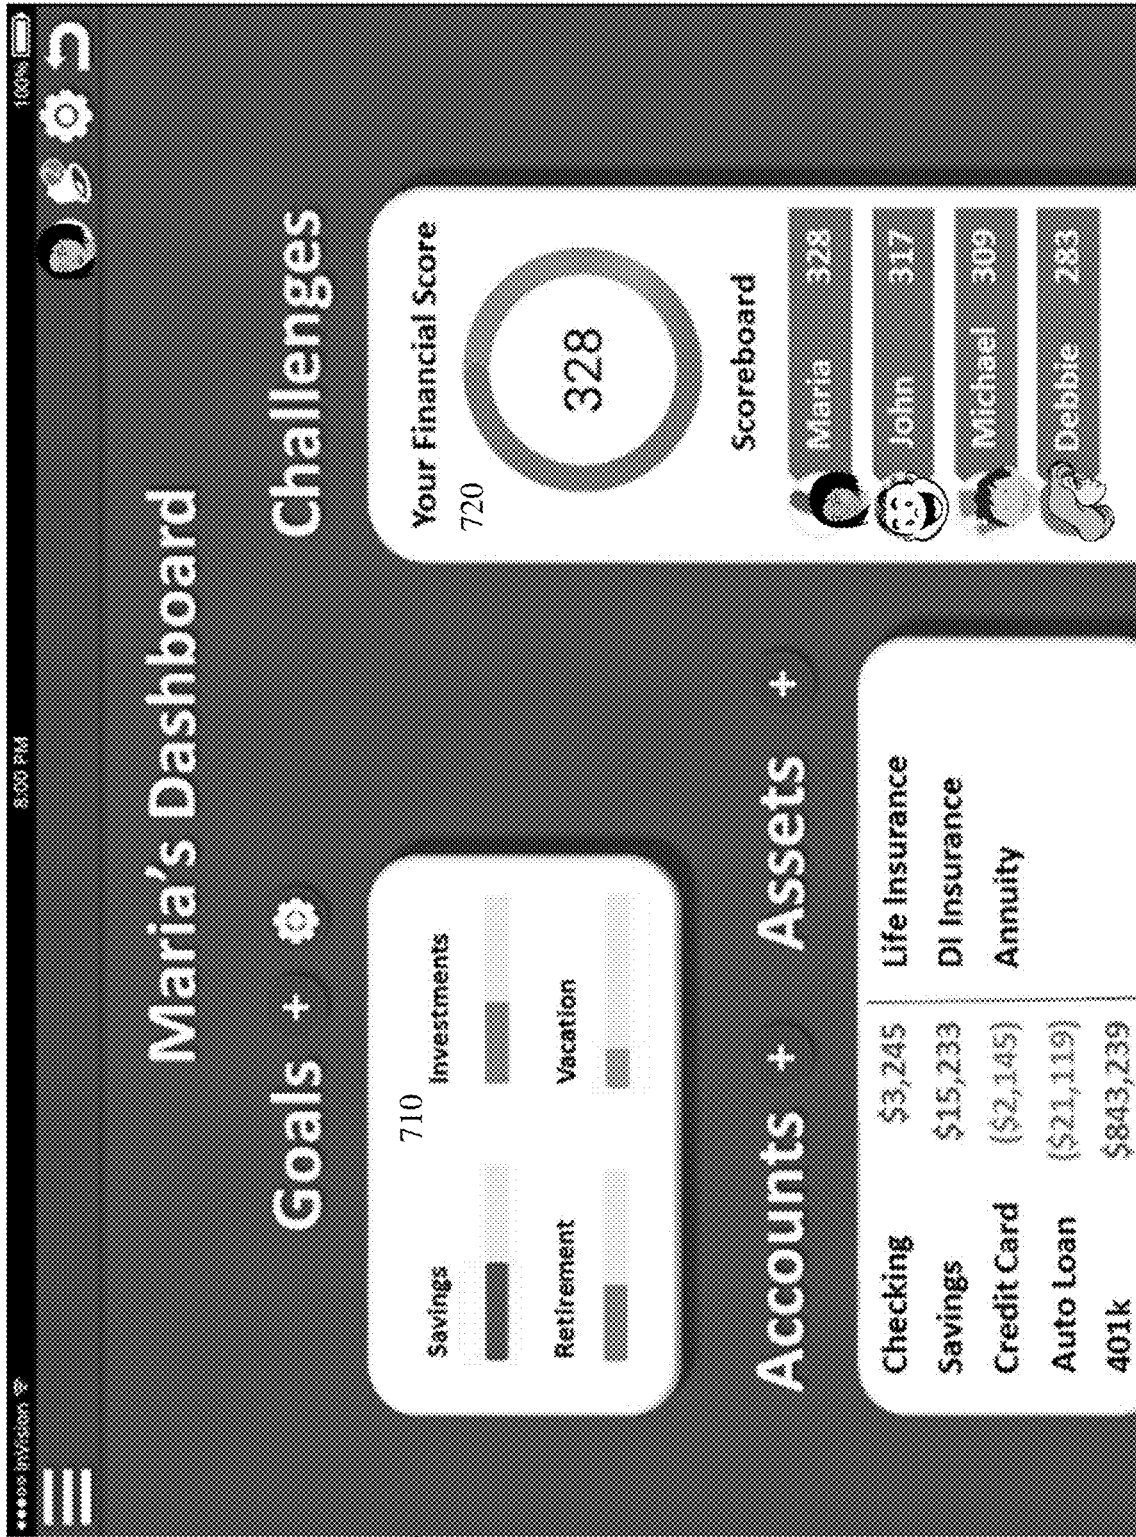 InVision 8:00 PM 100%
Maria's Dashboard
Goals +
710
Savings Investments
Retirement Vacation
Challenges
Your Financial Score
720
328
Scoreboard
Maria 328
John 317
Michael 309
Debbie 283
Accounts + Assets +
Checking $3,245 Life Insurance
Savings $15,233 DI Insurance
Credit Card ($2,145) Annuity
Auto Loan ($21,119)
401k $843,239